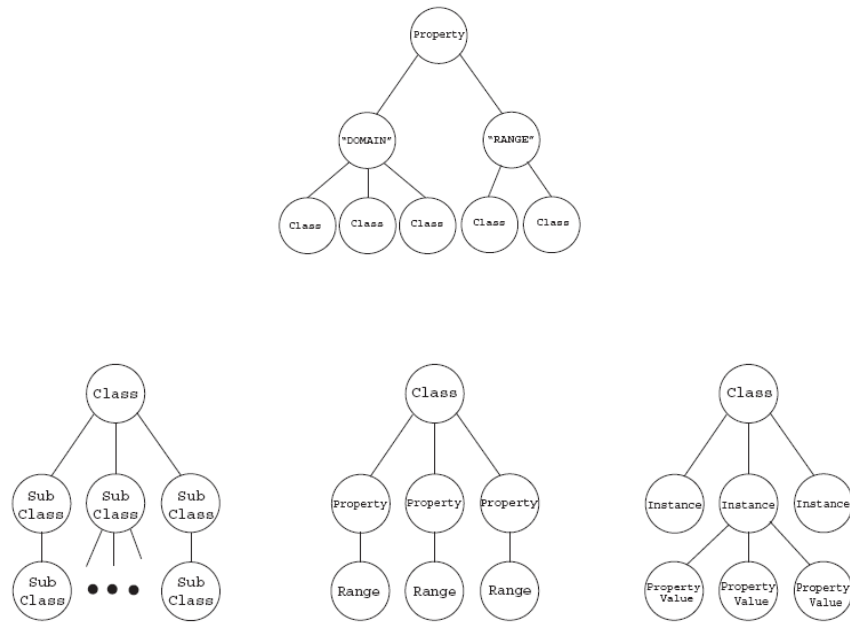 Property
"DOMAIN"
"RANGE"
Class
Class
Class
Class
Class
Class
Sub
Class
Sub
Class
Sub
Class
Sub
Class
Sub
Class
Class
Property
Property
Property
Range
Range
Range
Class
Instance
Instance
Instance
Property
Value
Property
Value
Property
Value